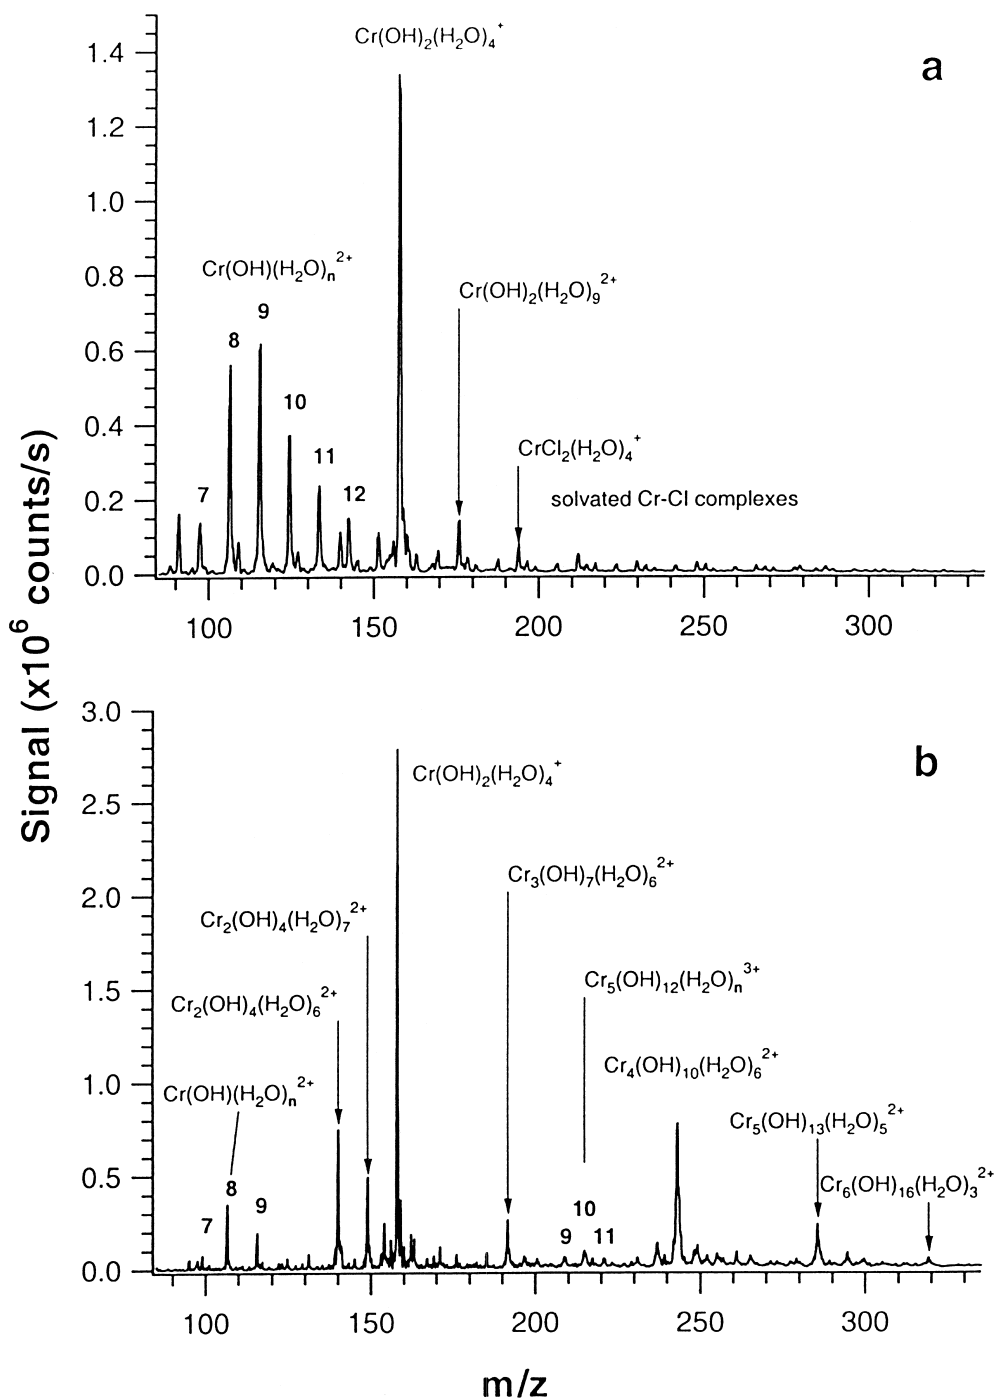 a
Cr(OH)₂(H₂O)₄⁺
1.4
1.2
1.0
0.8
0.6
0.4
0.2
0.0
Cr(OH)(H₂O)ₙ²⁺
7
8
9
10
11
12
Cr(OH)₂(H₂O)₉²⁺
CrCl₂(H₂O)₄⁺
solvated Cr-Cl complexes
100
150
200
250
300
Signal (x10⁶ counts/s)
b
3.0
2.5
2.0
1.5
1.0
0.5
0.0
Cr(OH)₂(H₂O)₄⁺
Cr₃(OH)₇(H₂O)₆²⁺
Cr₂(OH)₄(H₂O)₇²⁺
Cr₅(OH)₁₂(H₂O)ₙ³⁺
Cr₂(OH)₄(H₂O)₆²⁺
Cr₄(OH)₁₀(H₂O)₆²⁺
Cr(OH)(H₂O)ₙ²⁺
Cr₅(OH)₁₃(H₂O)₅²⁺
Cr₆(OH)₁₆(H₂O)₃²⁺
7
8
9
9
10
11
100
150
200
250
300
m/z